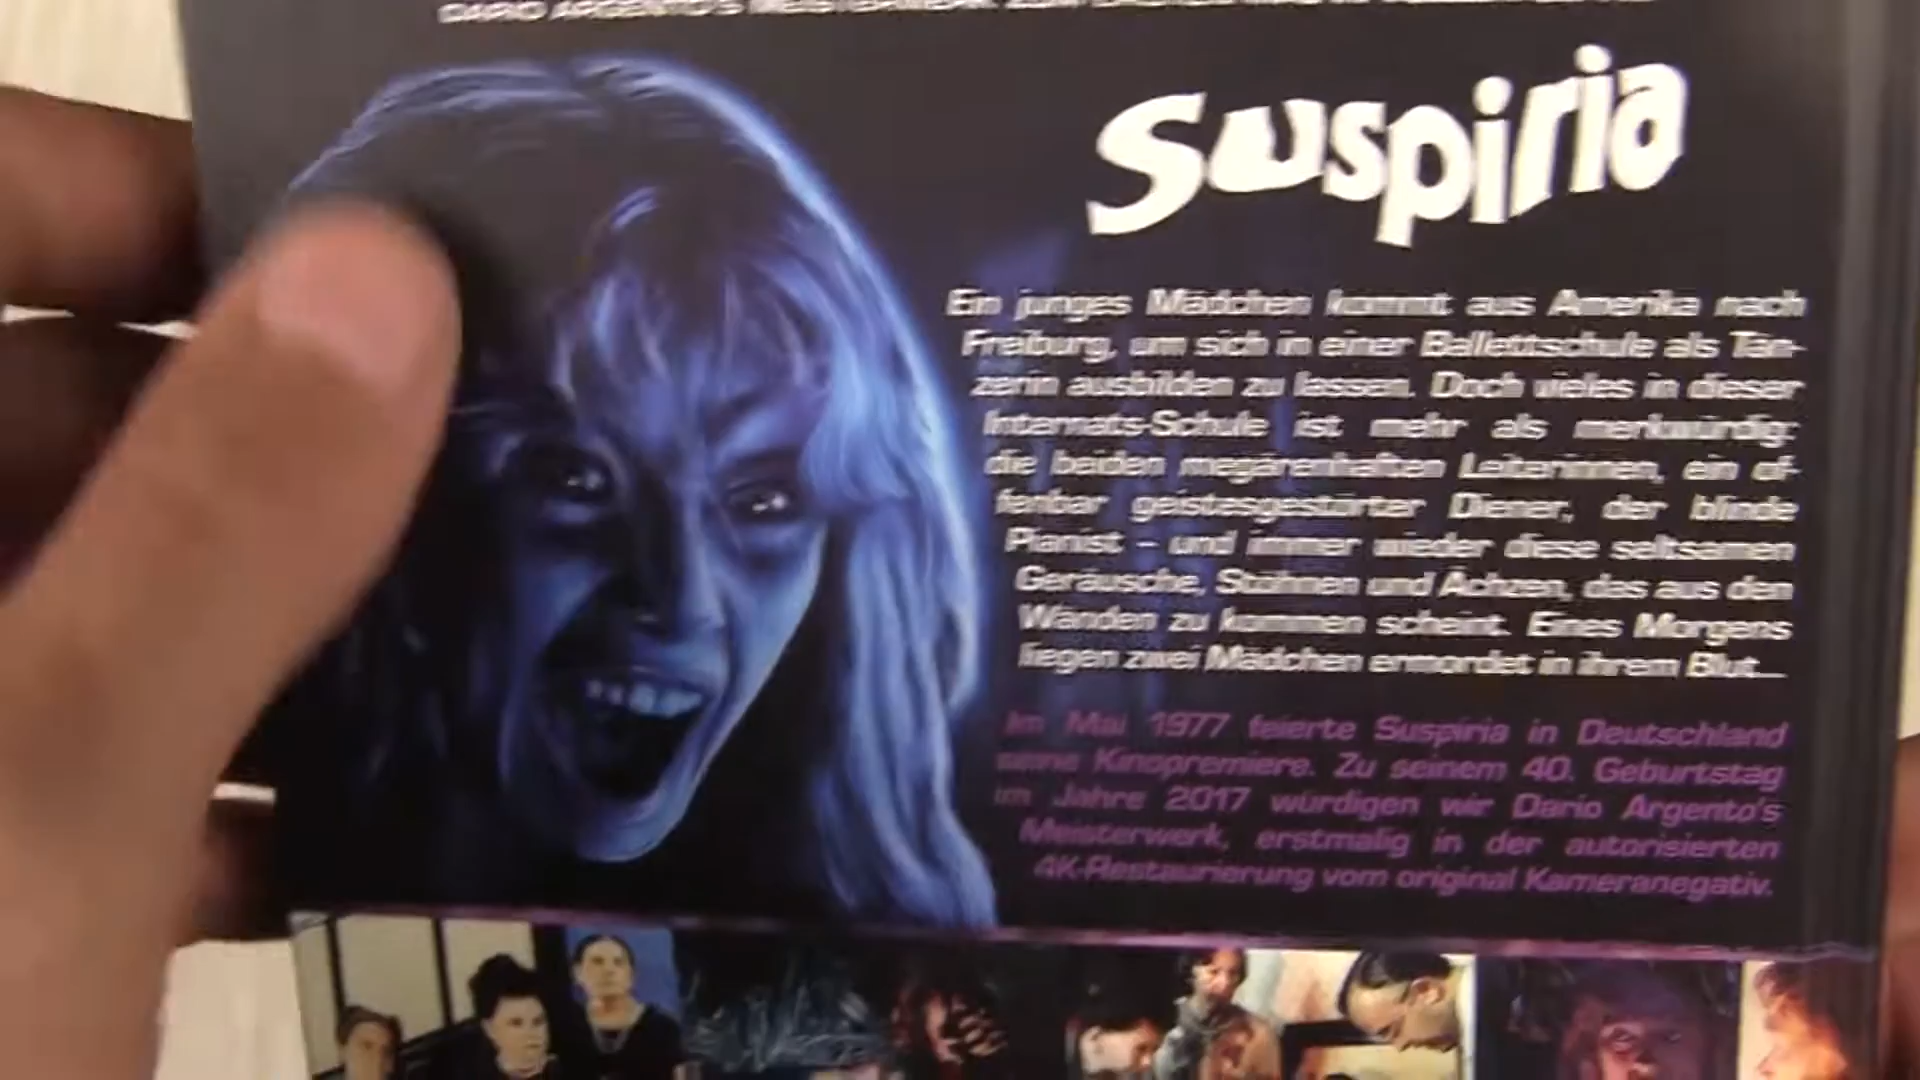 DARIO ARGENTO'S MEISTERWERK ZUM
Suspiria
Ein junges Mädchen kommt aus Amerika nach
Freiburg, um sich in einer Ballettschule als Tän-
zerin ausbilden zu lassen. Doch vieles in dieser
Internats-Schule ist mehr als merkwürdig:
die beiden megärenhaften Leiterinnen, ein of-
fenbar geistesgestörter Diener, der blinde
Pianist – und immer wieder diese seltsamen
Geräusche, Stöhnen und Ächzen, das aus den
Wänden zu kommen scheint. Eines Morgens
liegen zwei Mädchen ermordet in ihrem Blut...
Im Mai 1977 feierte Suspiria in Deutschland
seine Kinopremiere. Zu seinem 40. Geburtstag
im Jahre 2017 würdigen wir Dario Argento's
Meisterwerk, erstmalig in der autorisierten
4K-Restaurierung vom original Kameranegativ.